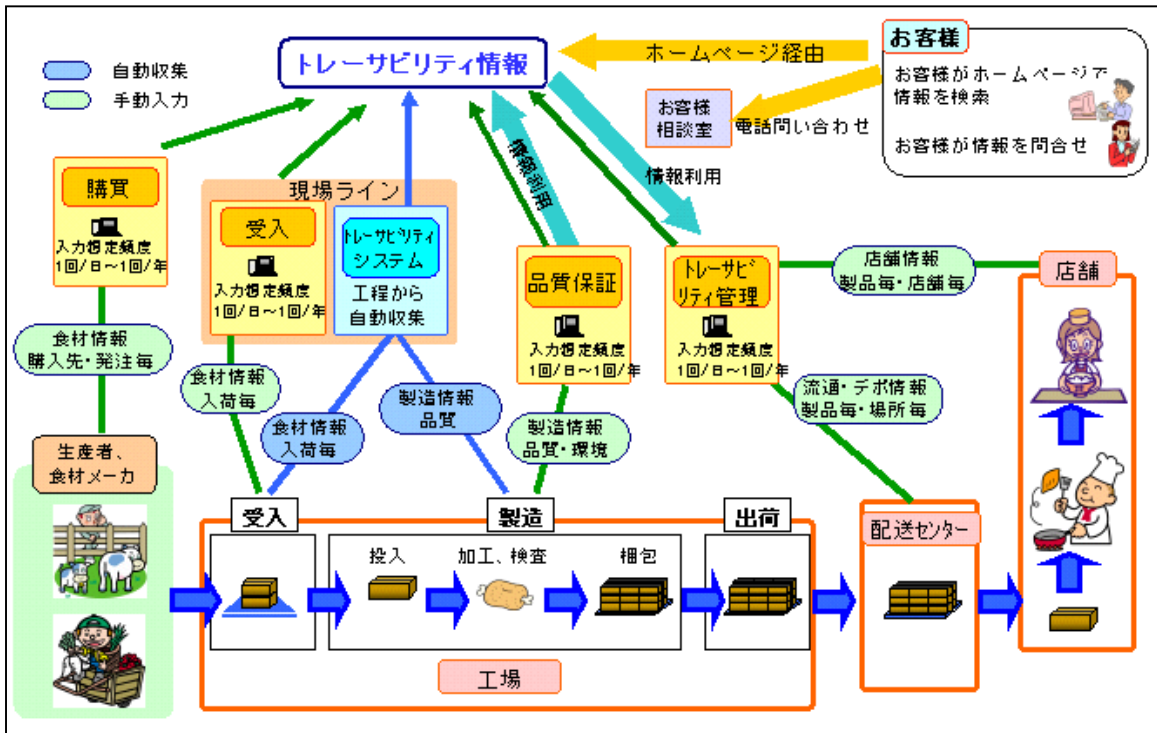 自動収集
手動入力
トレーサビリティ情報
ホームページ経由
お客様
お客様がホームページで
情報を検索
お客様が情報を問合せ
お客様
相談室
電話問い合わせ
情報利用
情報利用
購買
入力想定頻度
1回/日～1回/年
現場ライン
受入
入力想定頻度
1回/日～1回/年
トレーサビリティ
システム
工程から
自動収集
品質保証
入力想定頻度
1回/日～1回/年
トレーサビ
リティ管理
入力想定頻度
1回/日～1回/年
店舗情報
製品毎・店舗毎
店舗
食材情報
購入先・発注毎
食材情報
入荷毎
食材情報
入荷毎
製造情報
品質
製造情報
品質・環境
流通・デポ情報
製品毎・場所毎
生産者、
食材メーカ
受入
製造
出荷
配送センター
投入
加工、検査
梱包
工場